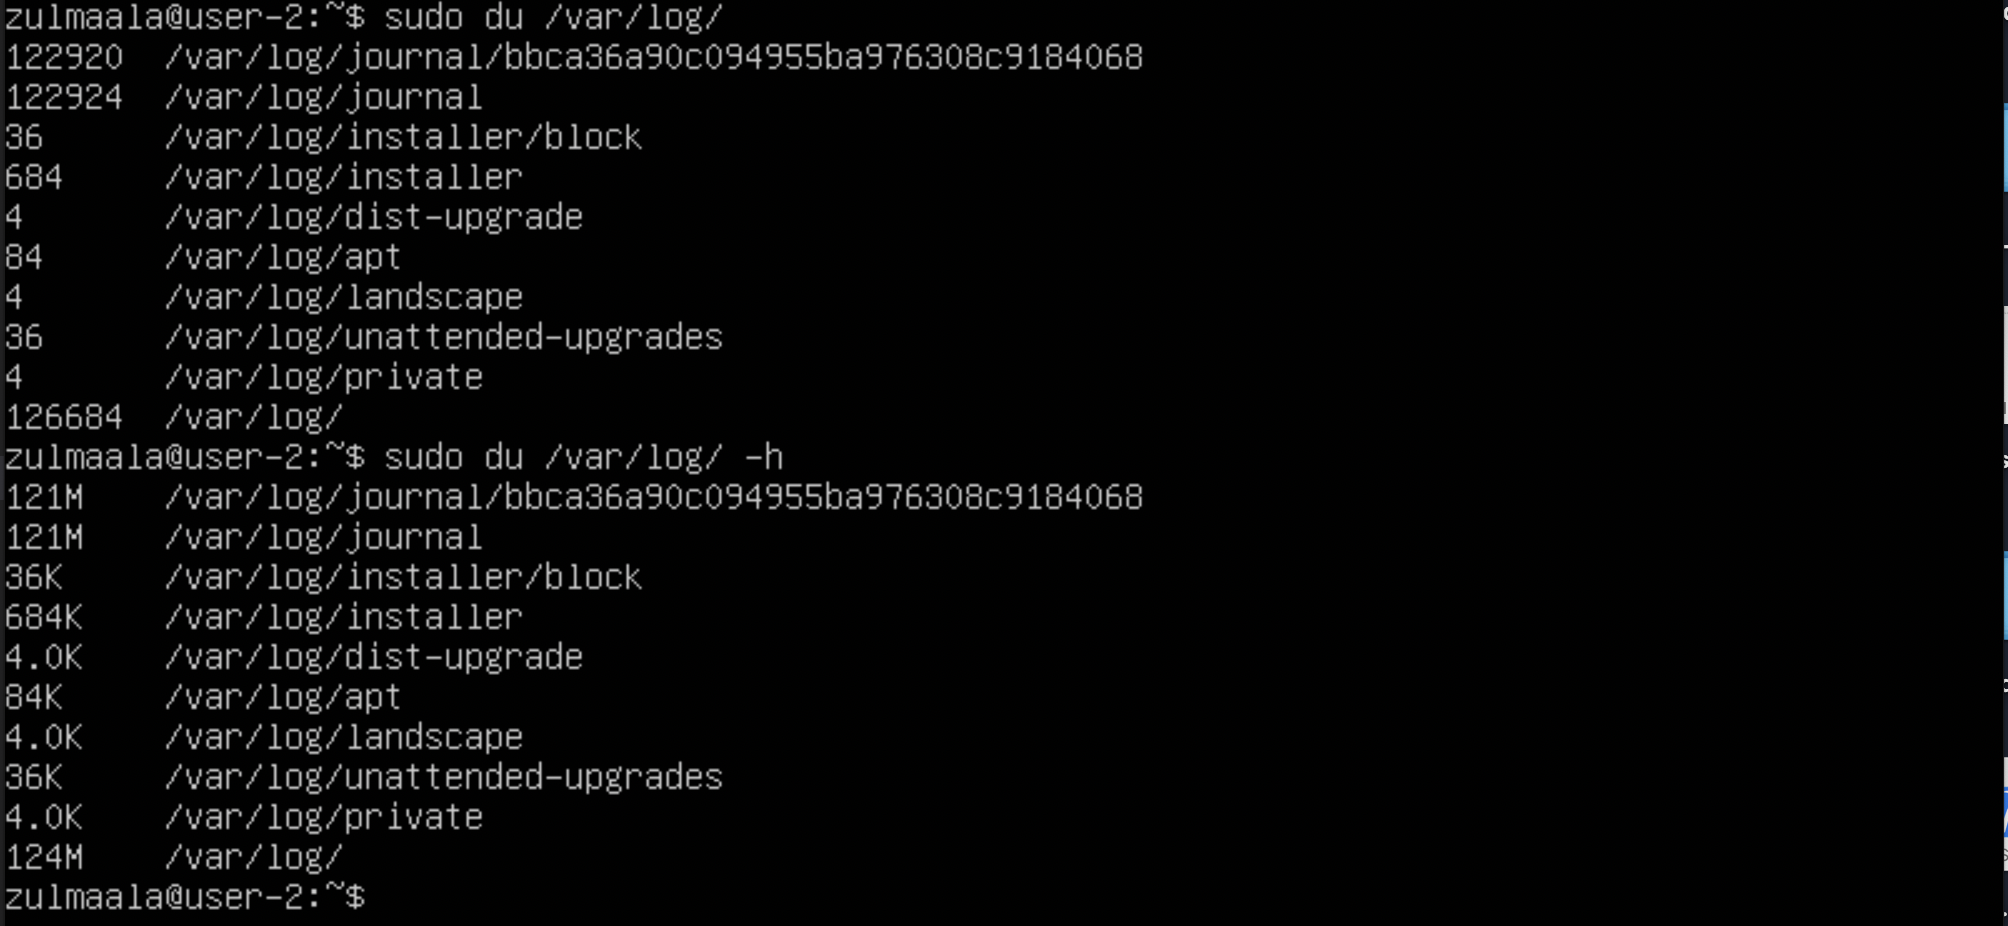 zulmaala@user-2:~$ sudo du /var/log/
122920  /var/log/journal/bbca36a90c094955ba976308c9184068
122924  /var/log/journal
36      /var/log/installer/block
684     /var/log/installer
4       /var/log/dist-upgrade
84      /var/log/apt
4       /var/log/landscape
36      /var/log/unattended-upgrades
4       /var/log/private
126684  /var/log/
zulmaala@user-2:~$ sudo du /var/log/ -h
121M    /var/log/journal/bbca36a90c094955ba976308c9184068
121M    /var/log/journal
36K     /var/log/installer/block
684K    /var/log/installer
4.0K    /var/log/dist-upgrade
84K     /var/log/apt
4.0K    /var/log/landscape
36K     /var/log/unattended-upgrades
4.0K    /var/log/private
124M    /var/log/
zulmaala@user-2:~$